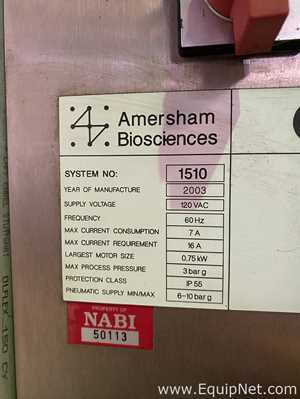 Amersham
Biosciences
SYSTEM NO: 1510
YEAR OF MANUFACTURE 2003
SUPPLY VOLTAGE 120 VAC
FREQUENCY 60 Hz
MAX CURRENT CONSUMPTION 7 A
MAX CURRENT REQUIREMENT 16 A
LARGEST MOTOR SIZE 0.75 kW
MAX PROCESS PRESSURE 3 bar g
PROTECTION CLASS IP 55
PNEUMATIC SUPPLY MIN/MAX 6-10 bar g
PROPERTY OF
NABI
50113
www.EquipNet.com